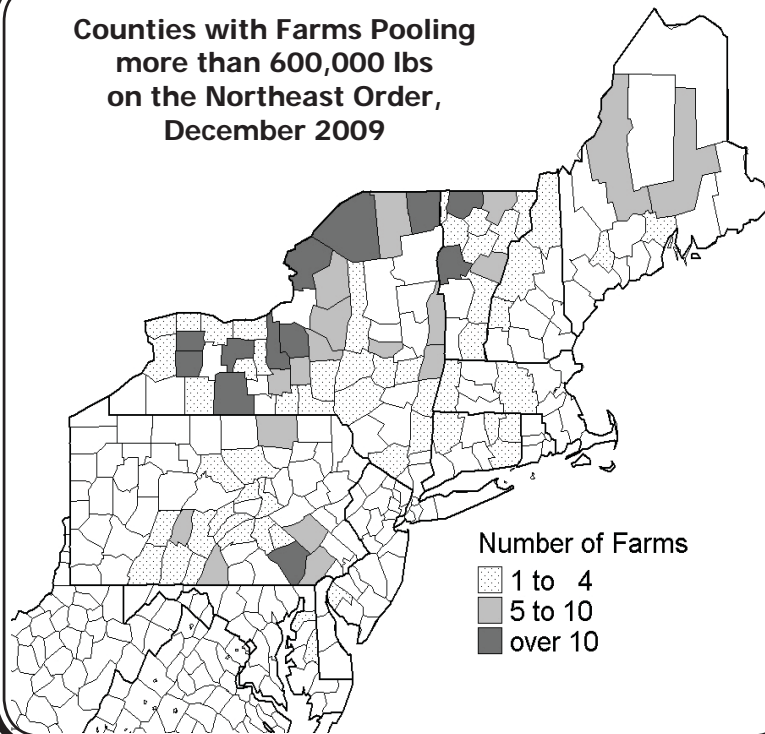 Counties with Farms Pooling
more than 600,000 lbs
on the Northeast Order,
December 2009
Number of Farms
1 to 4
5 to 10
over 10